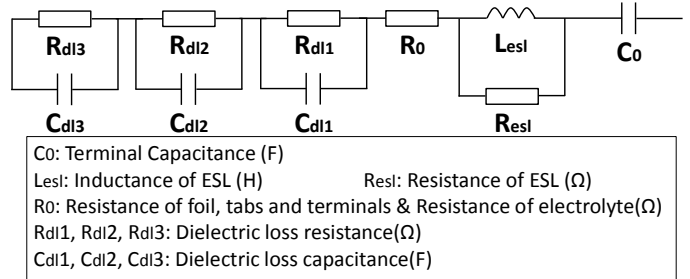 Rdl3 Rdl2 Rdl1 R0 Lesl C0
Cdl3 Cdl2 Cdl1 Resl
C0: Terminal Capacitance (F)
Lesl: Inductance of ESL (H) Resl: Resistance of ESL (Ω)
R0: Resistance of foil, tabs and terminals & Resistance of electrolyte(Ω)
Rdl1, Rdl2, Rdl3: Dielectric loss resistance(Ω)
Cdl1, Cdl2, Cdl3: Dielectric loss capacitance(F)